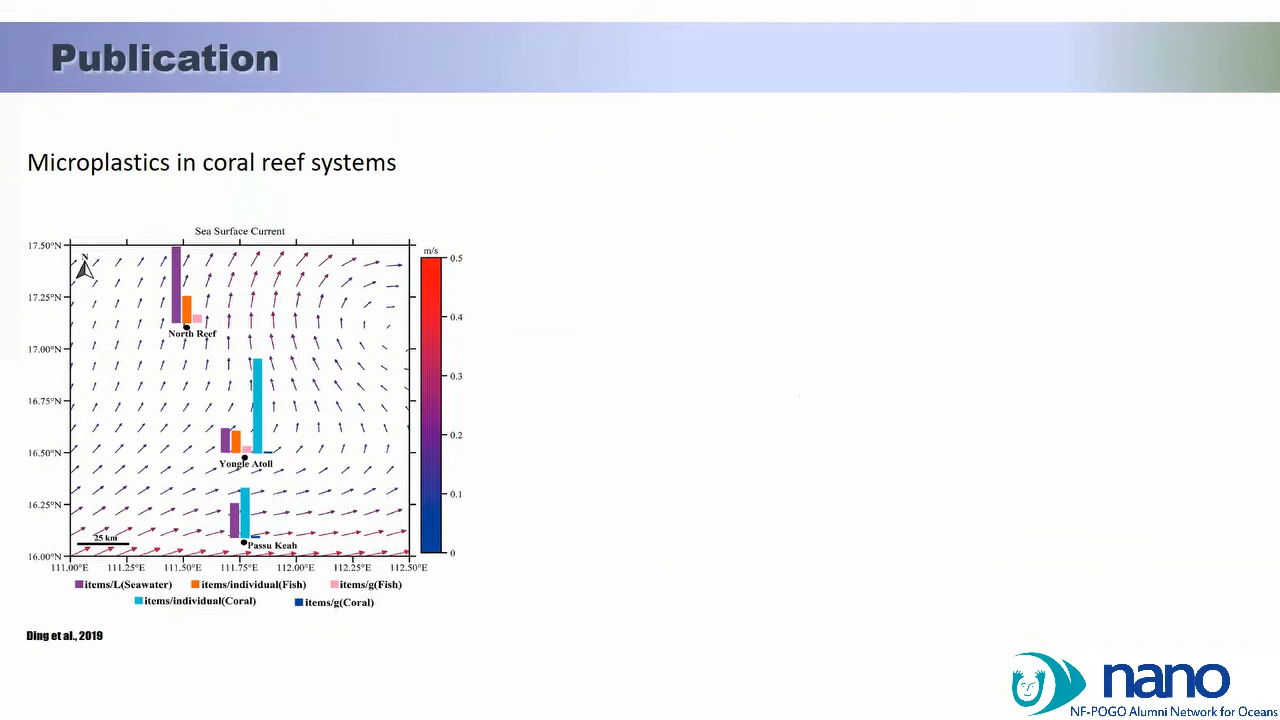 Publication
Microplastics in coral reef systems
Sea Surface Current
m/s
17.50°N
17.25°N
17.00°N
16.75°N
16.50°N
16.25°N
16.00°N
N
North Reef
Yongle Atoll
Passu Keah
25 km
0.5
0.4
0.3
0.2
0.1
0
111.00°E 111.25°E 111.50°E 111.75°E 112.00°E 112.25°E 112.50°E
items/L(Seawater) items/individual(Fish) items/g(Fish)
items/individual(Coral) items/g(Coral)
Ding et al., 2019
nano
NF-POGO Alumni Network for Oceans